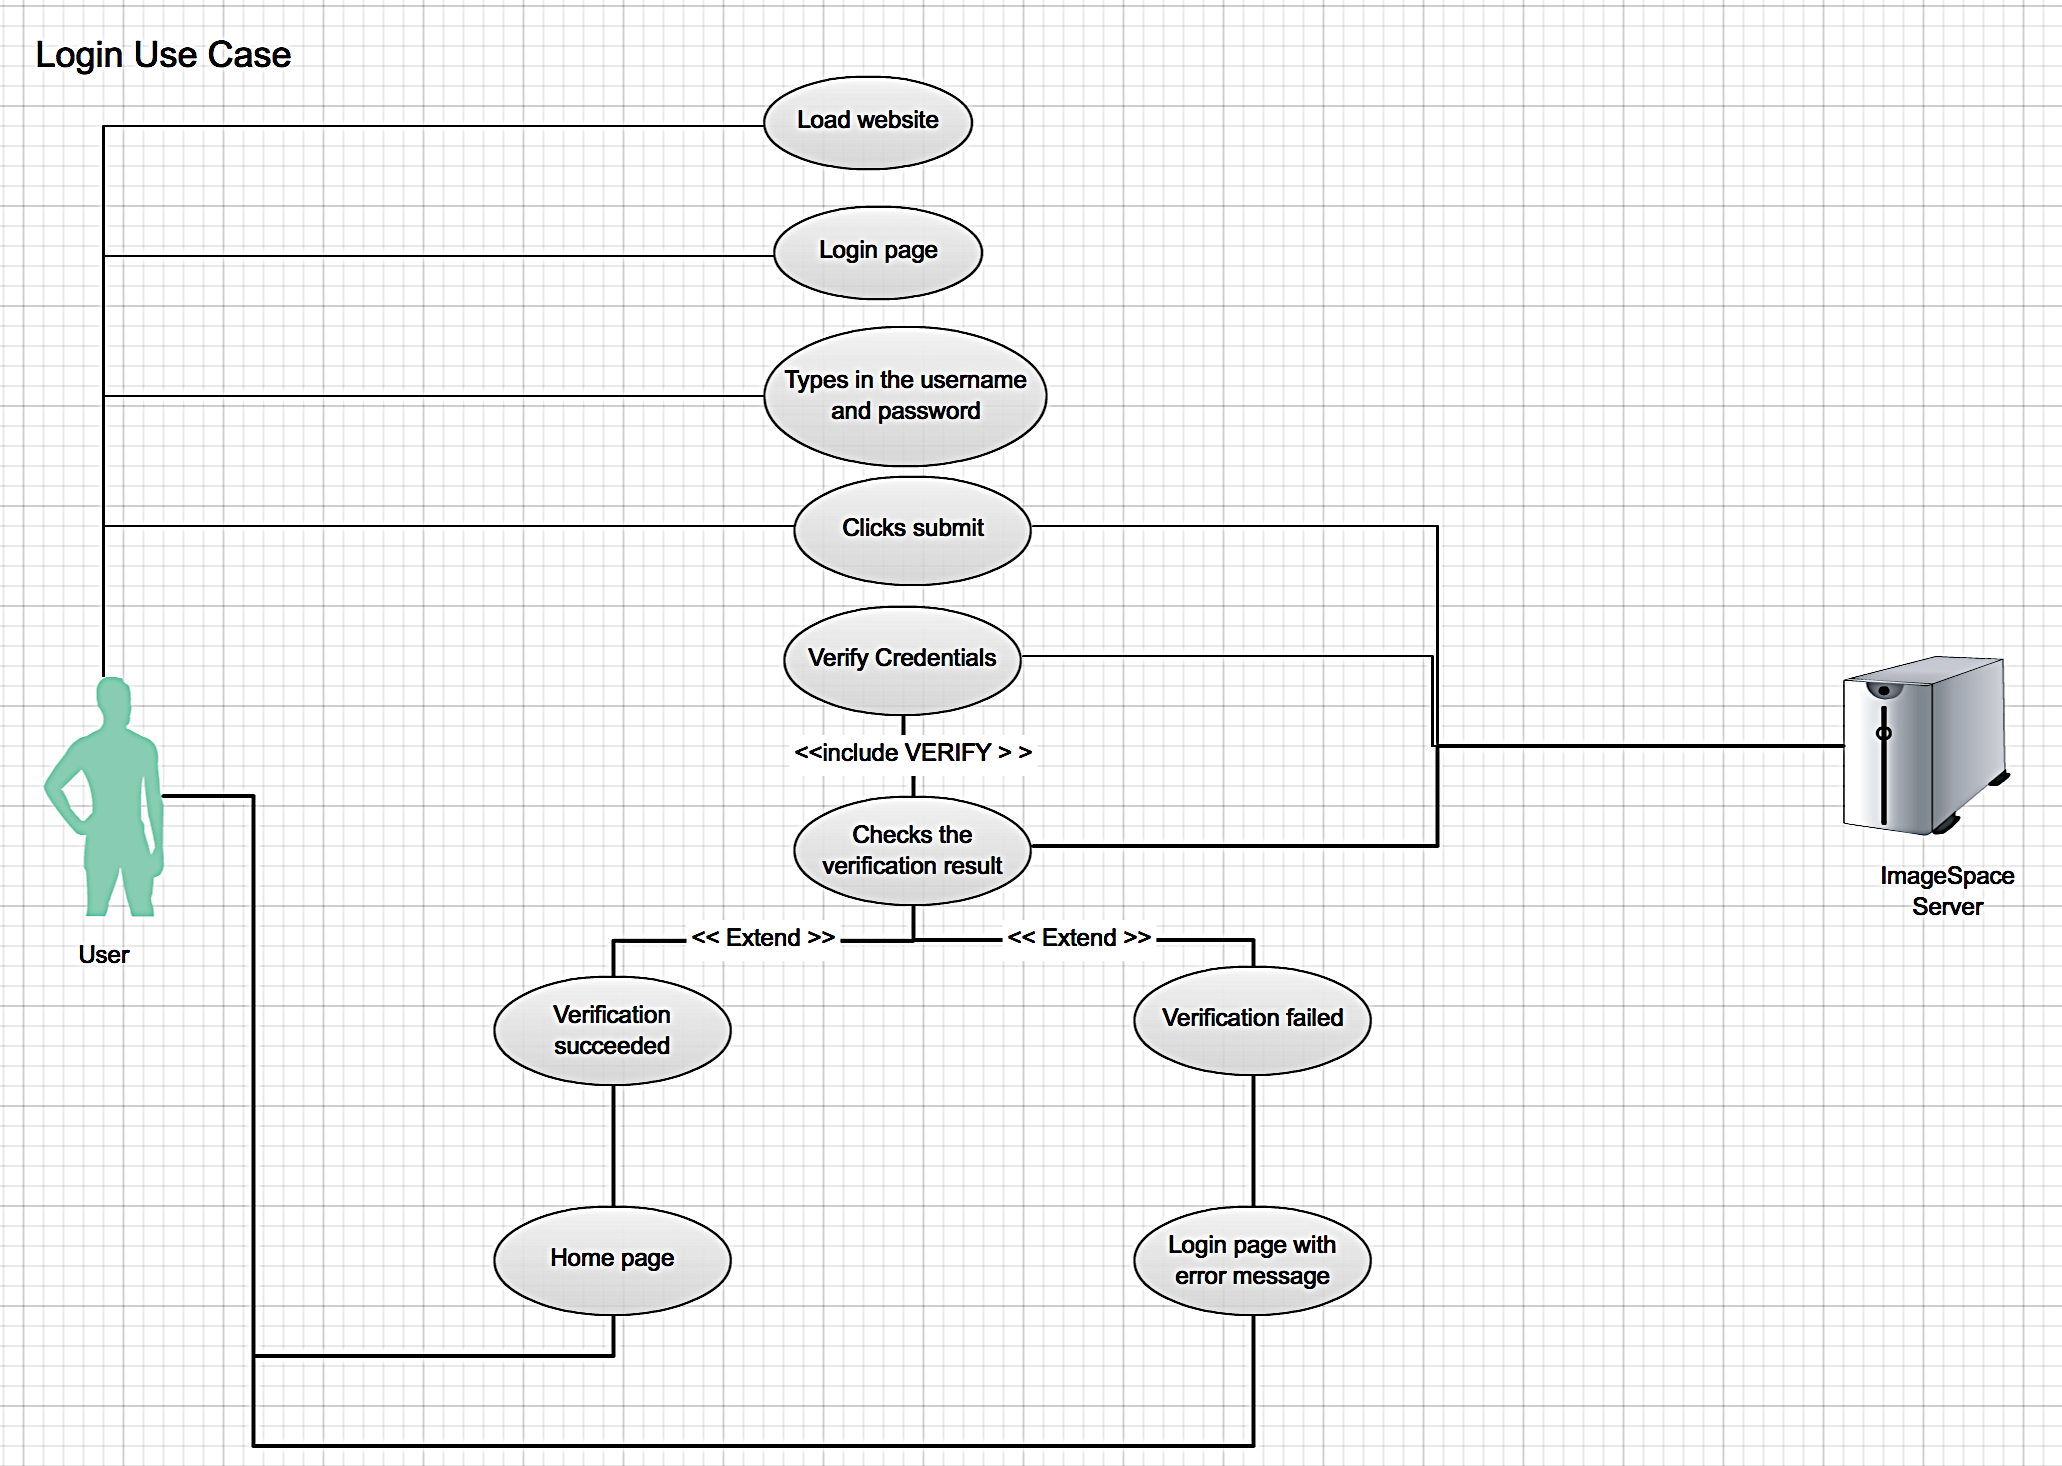 Login Use Case
Load website
Login page
Types in the username
and password
Clicks submit
Verify Credentials
<<include VERIFY > >
Checks the
verification result
ImageSpace
Server
<< Extend >>
<< Extend >>
User
Verification
succeeded
Verification failed
Home page
Login page with
error message